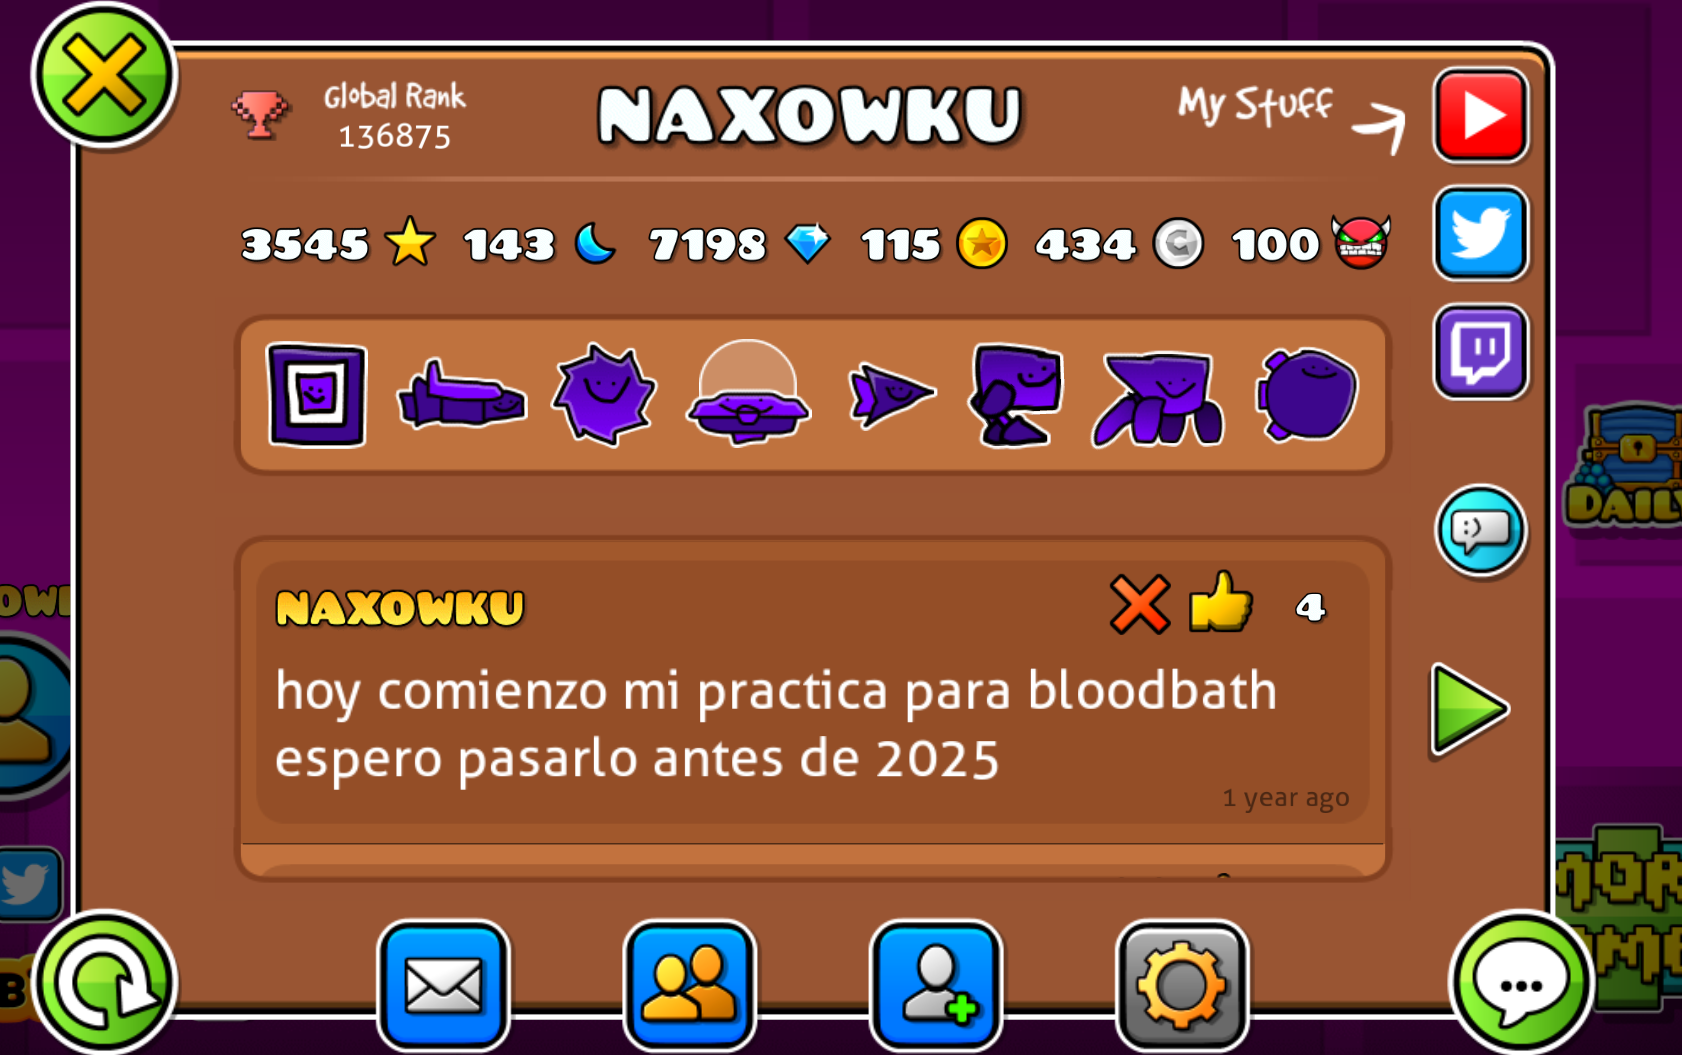 Global Rank
136875
NAXOWKU
My Stuff
3545 143 7198 115 434 100
NAXOWKU
4
hoy comienzo mi practica para bloodbath
espero pasarlo antes de 2025
1 year ago
:)
DAILY